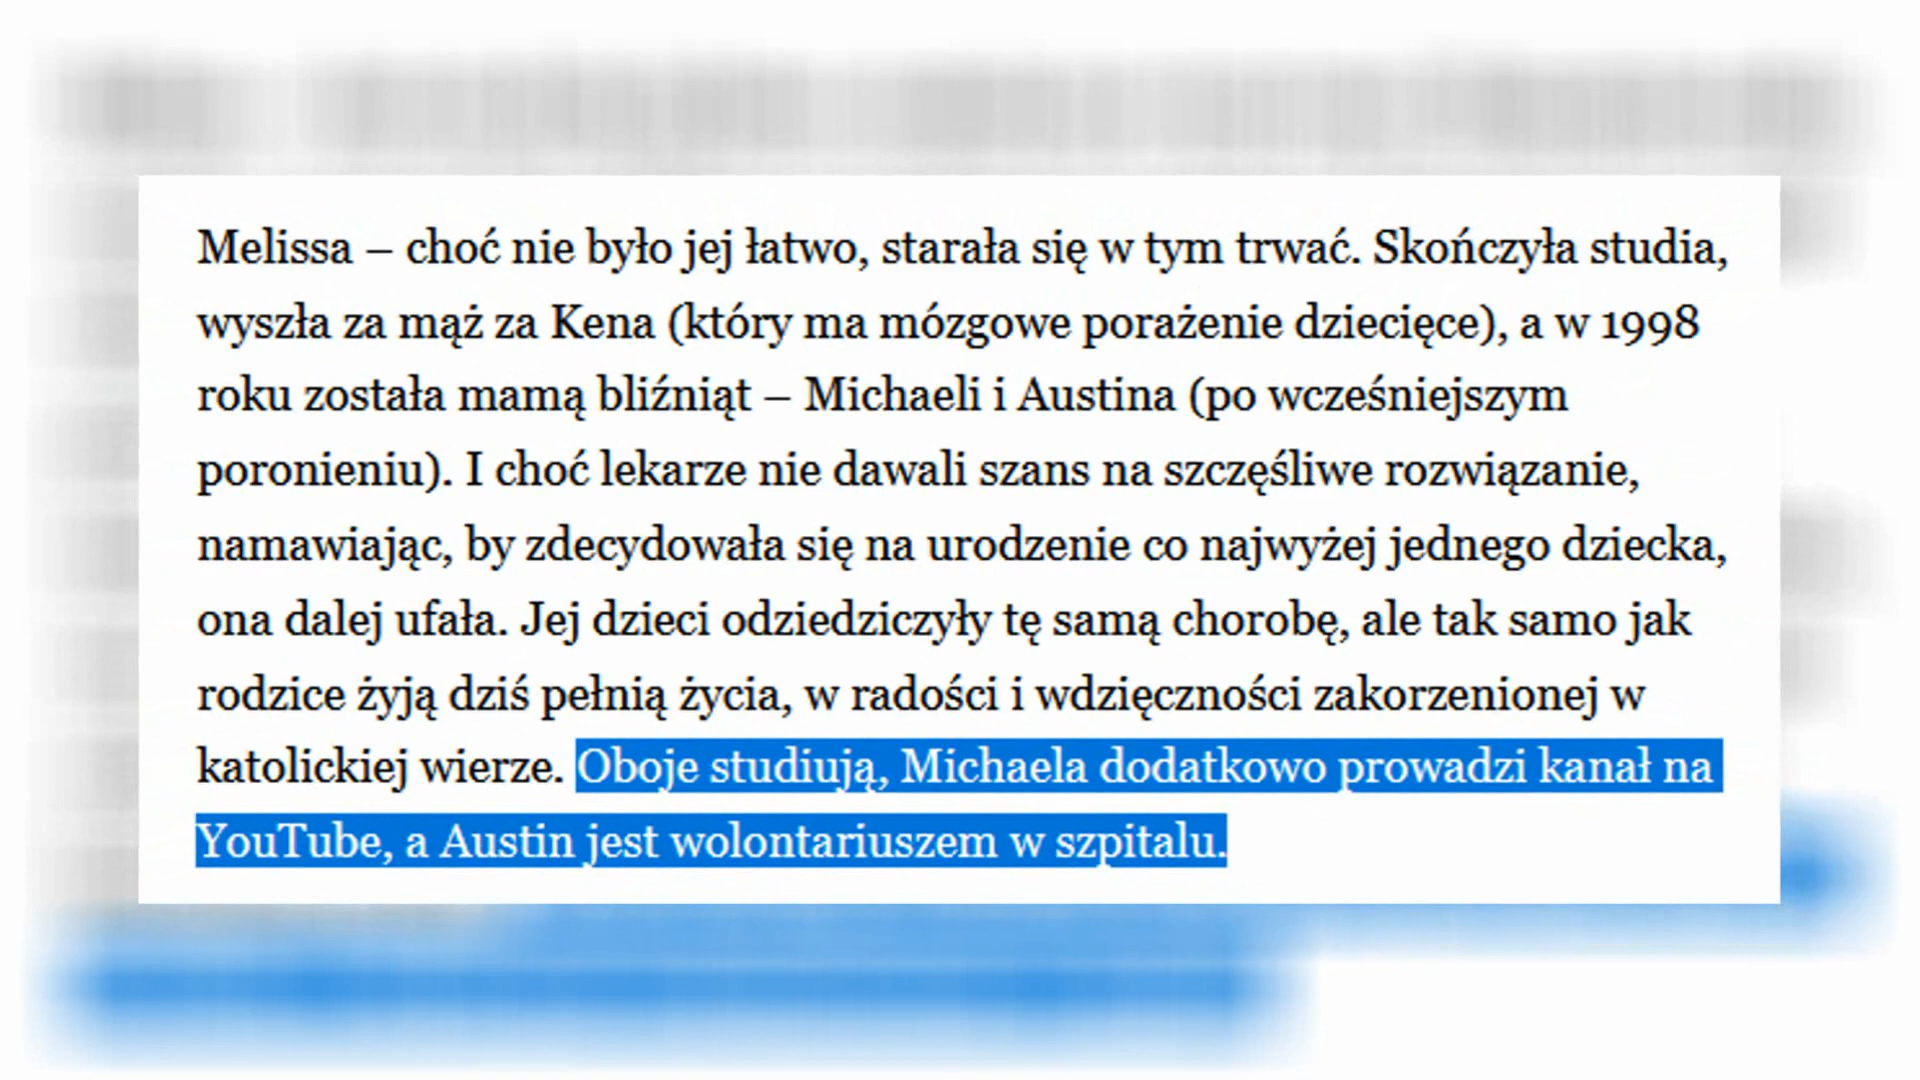 Melissa – choć nie było jej łatwo, starała się w tym trwać. Skończyła studia,
wyszła za mąż za Kena (który ma mózgowe porażenie dziecięce), a w 1998
roku została mamą bliźniąt – Michaeli i Austina (po wcześniejszym
poronieniu). I choć lekarze nie dawali szans na szczęśliwe rozwiązanie,
namawiając, by zdecydowała się na urodzenie co najwyżej jednego dziecka,
ona dalej ufała. Jej dzieci odziedziczyły tę samą chorobę, ale tak samo jak
rodzice żyją dziś pełnią życia, w radości i wdzięczności zakorzenionej w
katolickiej wierze. Oboje studiują, Michaela dodatkowo prowadzi kanał na
YouTube, a Austin jest wolontariuszem w szpitalu.